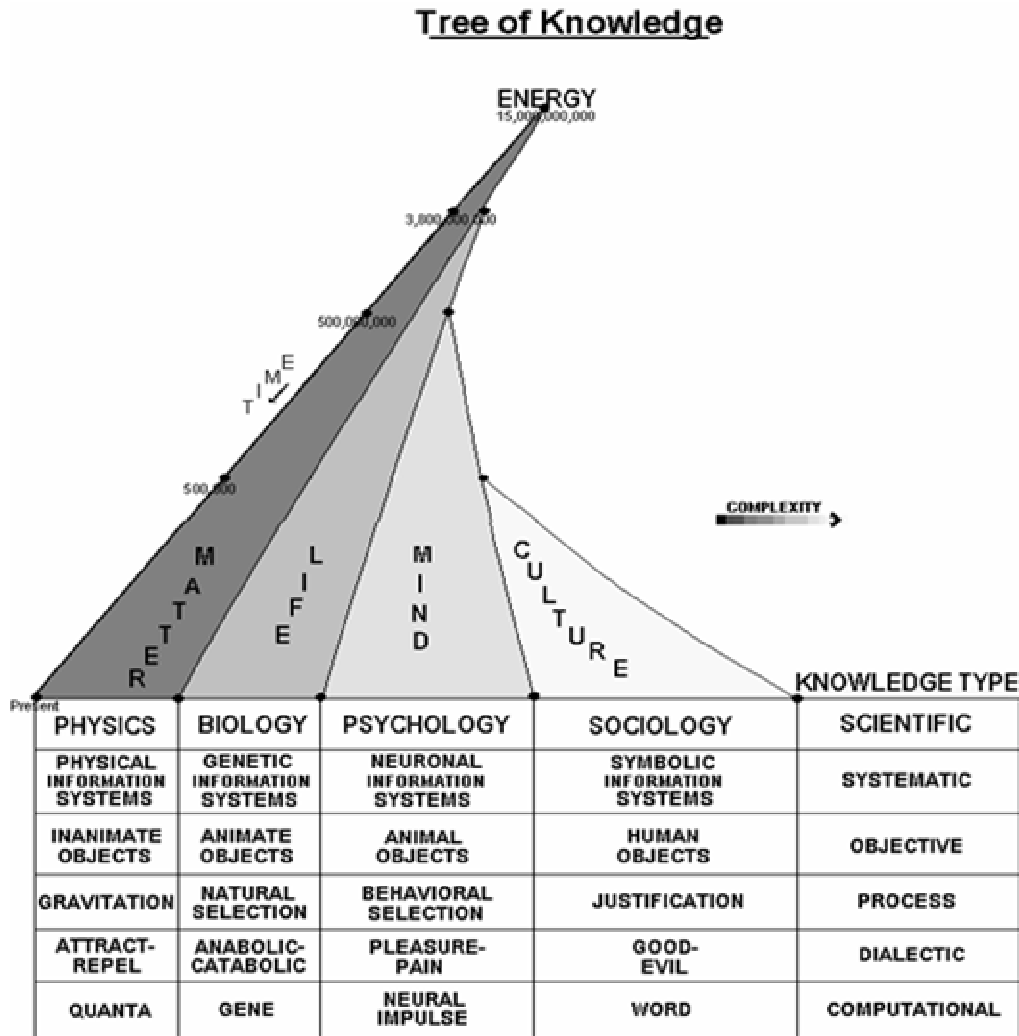 Tree of Knowledge
ENERGY
15,000,000,000
3,800,000,000
500,000,000
TIME
500,000
COMPLEXITY
MATTER
LIFE
MIND
CULTURE
Present
KNOWLEDGE TYPE
PHYSICS BIOLOGY PSYCHOLOGY SOCIOLOGY SCIENTIFIC
PHYSICAL INFORMATION SYSTEMS GENETIC INFORMATION SYSTEMS NEURONAL INFORMATION SYSTEMS SYMBOLIC INFORMATION SYSTEMS SYSTEMATIC
INANIMATE OBJECTS ANIMATE OBJECTS ANIMAL OBJECTS HUMAN OBJECTS OBJECTIVE
GRAVITATION NATURAL SELECTION BEHAVIORAL SELECTION JUSTIFICATION PROCESS
ATTRACT-REPEL ANABOLIC-CATABOLIC PLEASURE-PAIN GOOD-EVIL DIALECTIC
QUANTA GENE NEURAL IMPULSE WORD COMPUTATIONAL